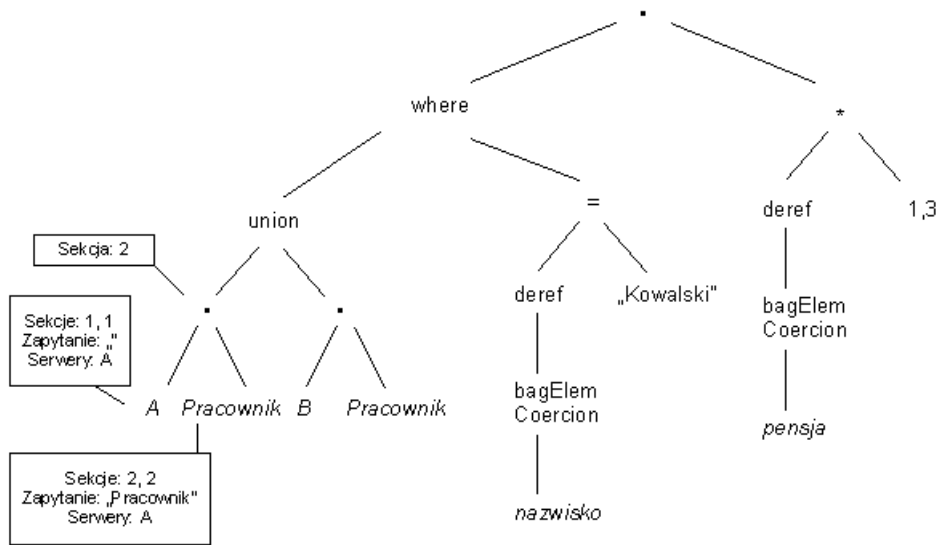 .
where
*
union
=
deref
1,3
Sekcja: 2
.
.
deref
„Kowalski”
bagElem
Coercion
Sekcje: 1, 1
Zapytanie: „”
Serwery: A
A
Pracownik
B
Pracownik
bagElem
Coercion
pensja
Sekcje: 2, 2
Zapytanie: „Pracownik”
Serwery: A
nazwisko